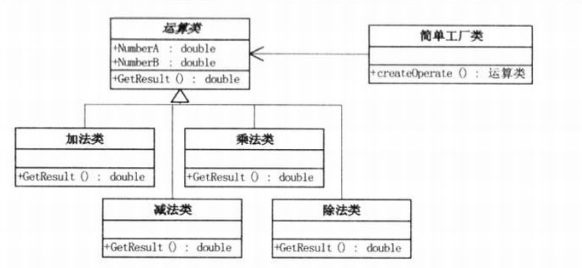 运算类
+NumberA : double
+NumberB : double
+GetResult () : double
简单工厂类
+createOperate () : 运算类
加法类
+GetResult () : double
乘法类
+GetResult () : double
减法类
+GetResult () : double
除法类
+GetResult () : double